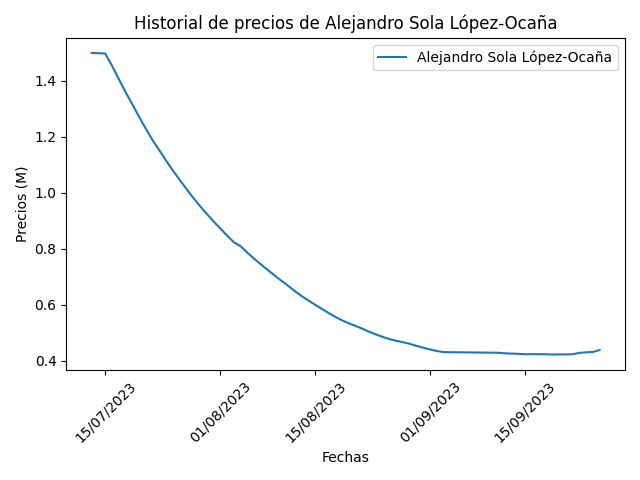 Historial de precios de Alejandro Sola López-Ocaña
Alejandro Sola López-Ocaña
Precios (M)
1.4
1.2
1.0
0.8
0.6
0.4
15/07/2023
01/08/2023
15/08/2023
01/09/2023
15/09/2023
Fechas